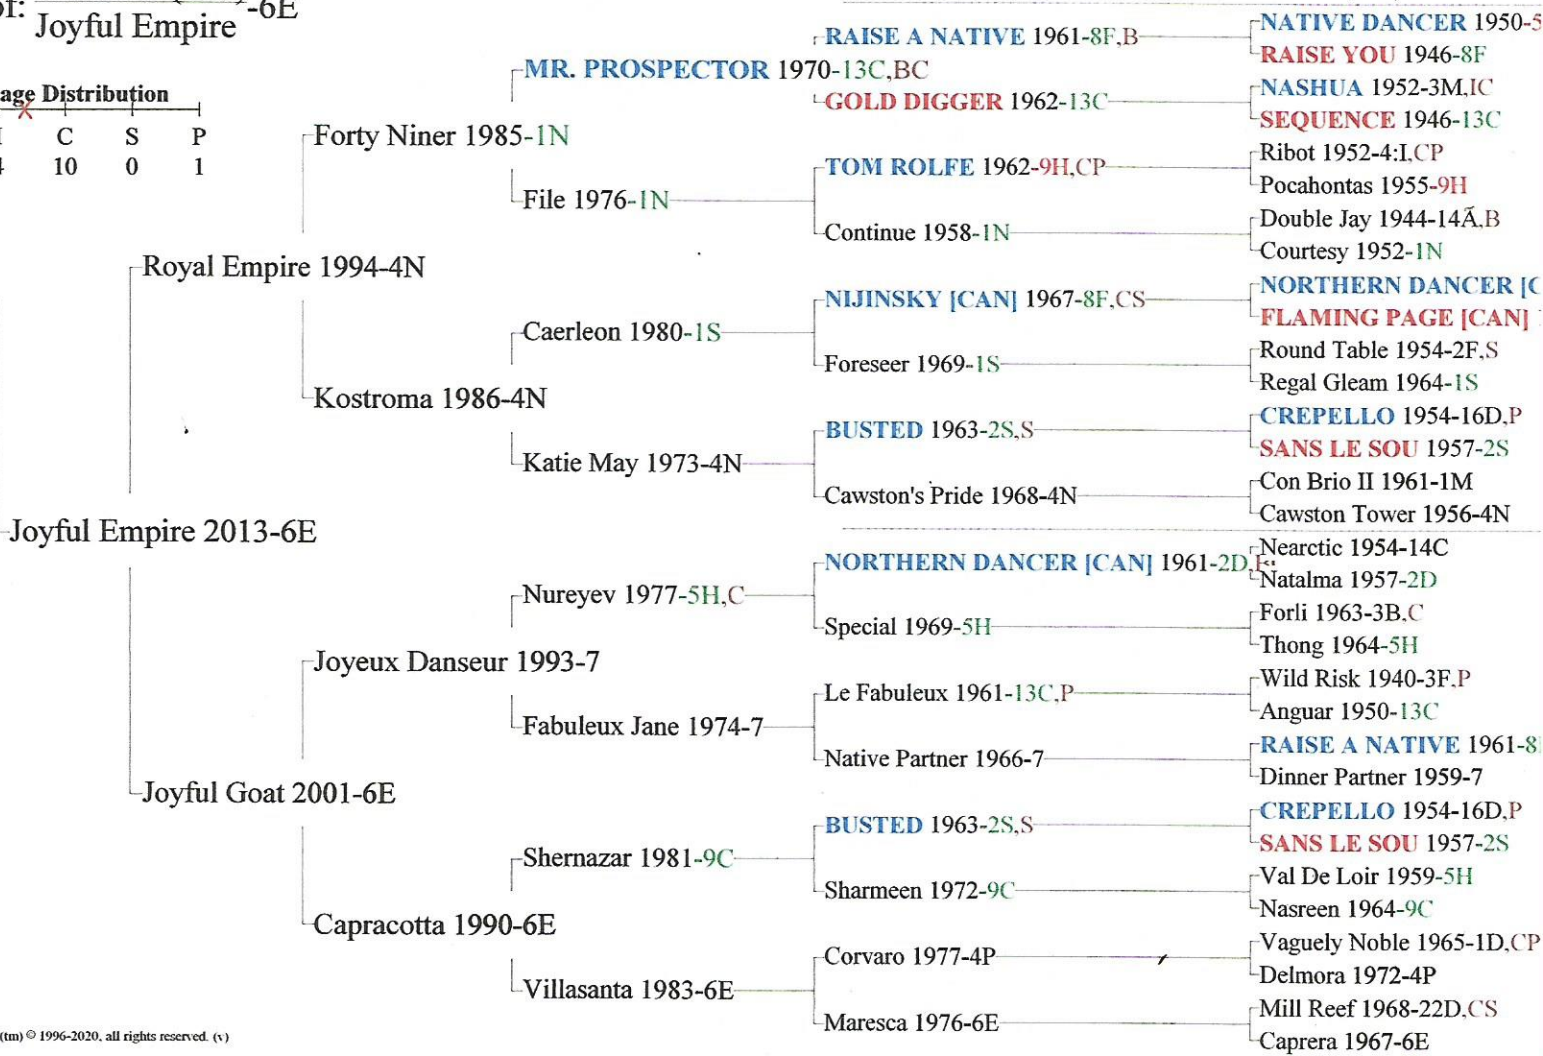 of: -6E
Joyful Empire
age Distribution
C S P
10 0 1
RAISE A NATIVE 1961-8F,B
NATIVE DANCER 1950-5
RAISE YOU 1946-8F
MR. PROSPECTOR 1970-13C,BC
GOLD DIGGER 1962-13C
NASHUA 1952-3M,IC
SEQUENCE 1946-13C
Forty Niner 1985-1N
TOM ROLFE 1962-9H,CP
Ribot 1952-4:I,CP
Pocahontas 1955-9H
File 1976-1N
Continue 1958-1N
Double Jay 1944-14Ã,B
Courtesy 1952-1N
Royal Empire 1994-4N
NIJINSKY [CAN] 1967-8F,CS
NORTHERN DANCER [C
FLAMING PAGE [CAN]
Caerleon 1980-1S
Foreseer 1969-1S
Round Table 1954-2F,S
Regal Gleam 1964-1S
Kostroma 1986-4N
BUSTED 1963-2S,S
CREPELLO 1954-16D,P
SANS LE SOU 1957-2S
Katie May 1973-4N
Cawston's Pride 1968-4N
Con Brio II 1961-1M
Cawston Tower 1956-4N
Joyful Empire 2013-6E
NORTHERN DANCER [CAN] 1961-2D,
Nearctic 1954-14C
Natalma 1957-2D
Nureyev 1977-5H,C
Special 1969-5H
Forli 1963-3B,C
Thong 1964-5H
Joyeux Danseur 1993-7
Le Fabuleux 1961-13C,P
Wild Risk 1940-3F,P
Anguar 1950-13C
Fabuleux Jane 1974-7
Native Partner 1966-7
RAISE A NATIVE 1961-8
Dinner Partner 1959-7
Joyful Goat 2001-6E
BUSTED 1963-2S,S
CREPELLO 1954-16D,P
SANS LE SOU 1957-2S
Shernazar 1981-9C
Sharmeen 1972-9C
Val De Loir 1959-5H
Nasreen 1964-9C
Capracotta 1990-6E
Corvaro 1977-4P
Vaguely Noble 1965-1D,CP
Delmora 1972-4P
Villasanta 1983-6E
Maresca 1976-6E
Mill Reef 1968-22D,CS
Caprera 1967-6E
(tm) © 1996-2020, all rights reserved. (v)